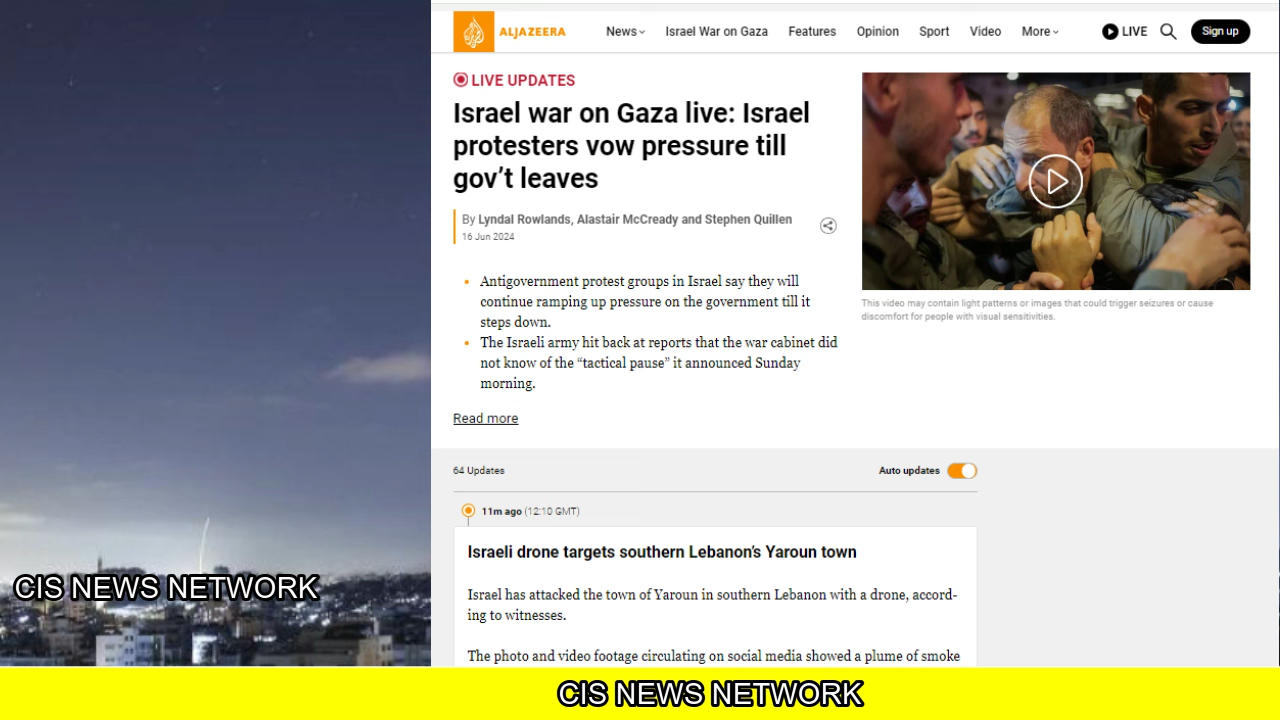 ALJAZEERA
News Israel War on Gaza Features Opinion Sport Video More LIVE Sign up
LIVE UPDATES
Israel war on Gaza live: Israel
protesters vow pressure till
gov’t leaves
By Lyndal Rowlands, Alastair McCready and Stephen Quillen
16 Jun 2024
Antigovernment protest groups in Israel say they will
continue ramping up pressure on the government till it
steps down.
The Israeli army hit back at reports that the war cabinet did
not know of the “tactical pause” it announced Sunday
morning.
Read more
This video may contain light patterns or images that could trigger seizures or cause
discomfort for people with visual sensitivities.
64 Updates
Auto updates
11m ago (12:10 GMT)
Israeli drone targets southern Lebanon’s Yaroun town
Israel has attacked the town of Yaroun in southern Lebanon with a drone, accord-
ing to witnesses.
The photo and video footage circulating on social media showed a plume of smoke
CIS NEWS NETWORK
CIS NEWS NETWORK